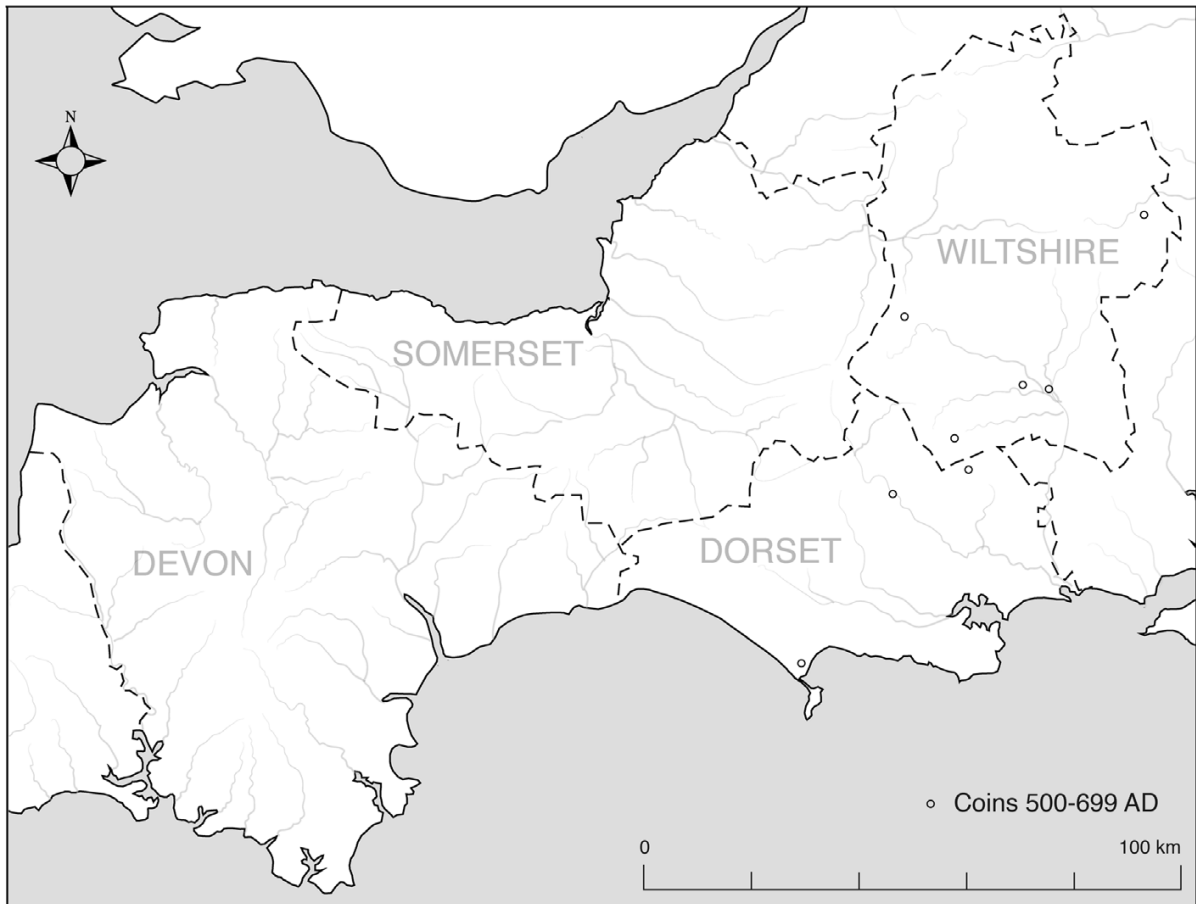 N
WILTSHIRE
SOMERSET
DEVON
DORSET
Coins 500-699 AD
0 100 km